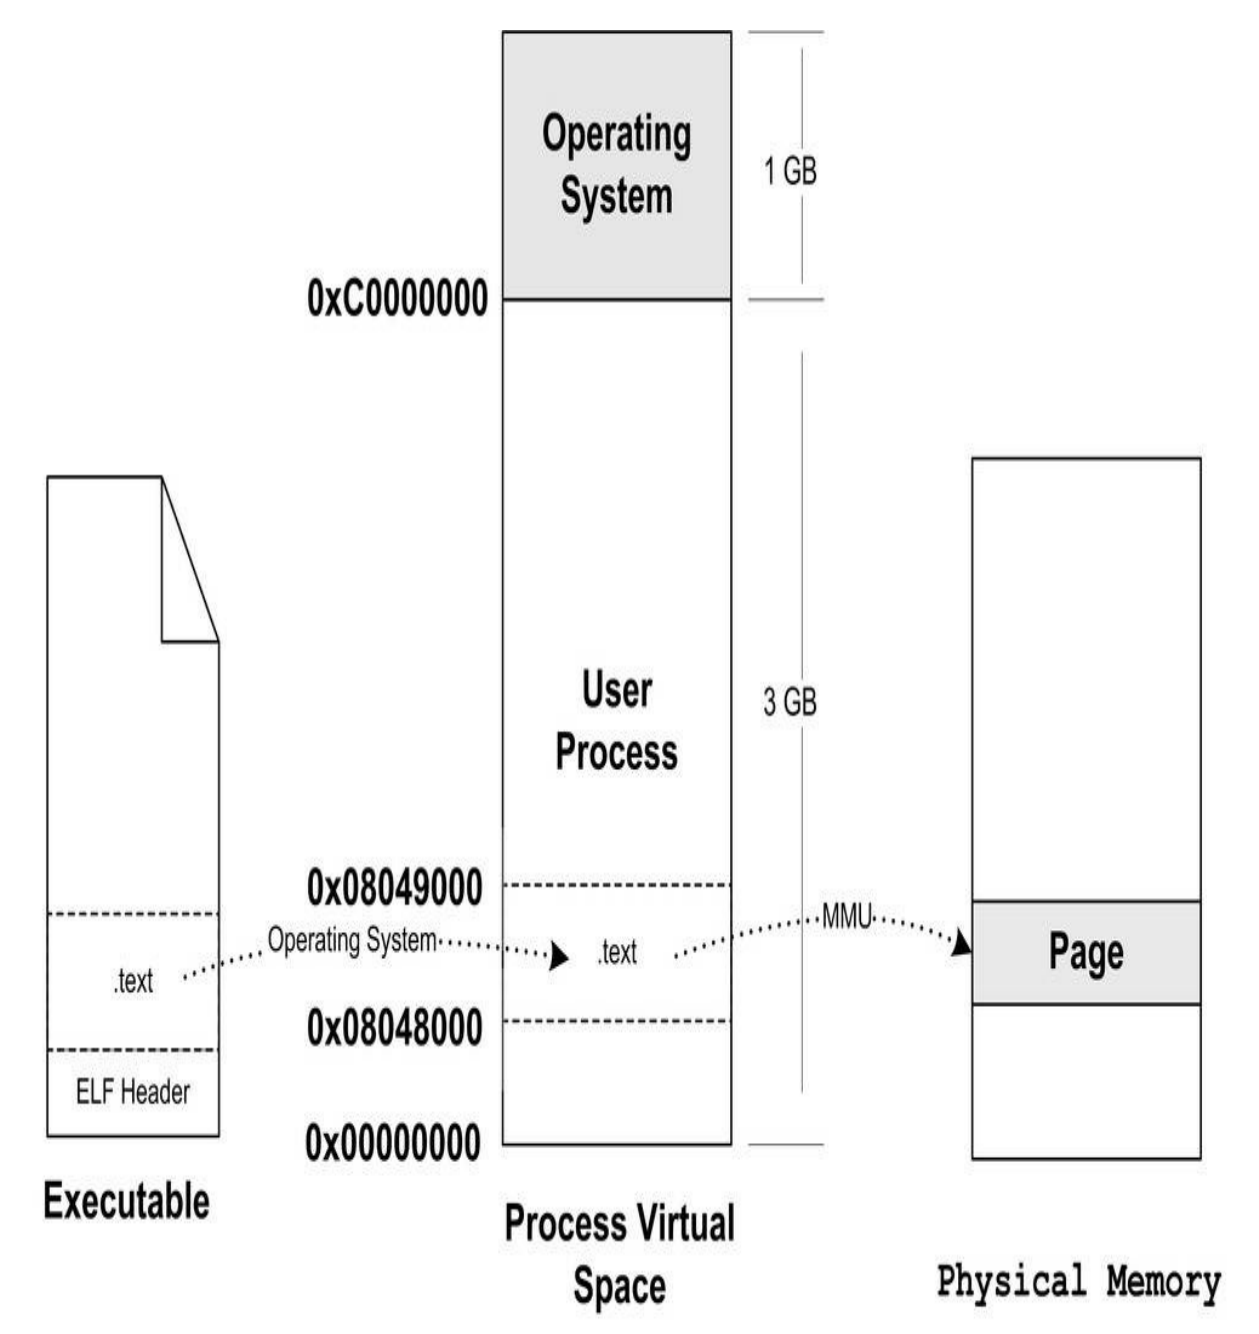 Operating
System
1 GB
0xC0000000
User
Process
3 GB
0x08049000
Operating System
.text
MMU
Page
.text
0x08048000
ELF Header
0x00000000
Executable
Process Virtual
Space
Physical Memory